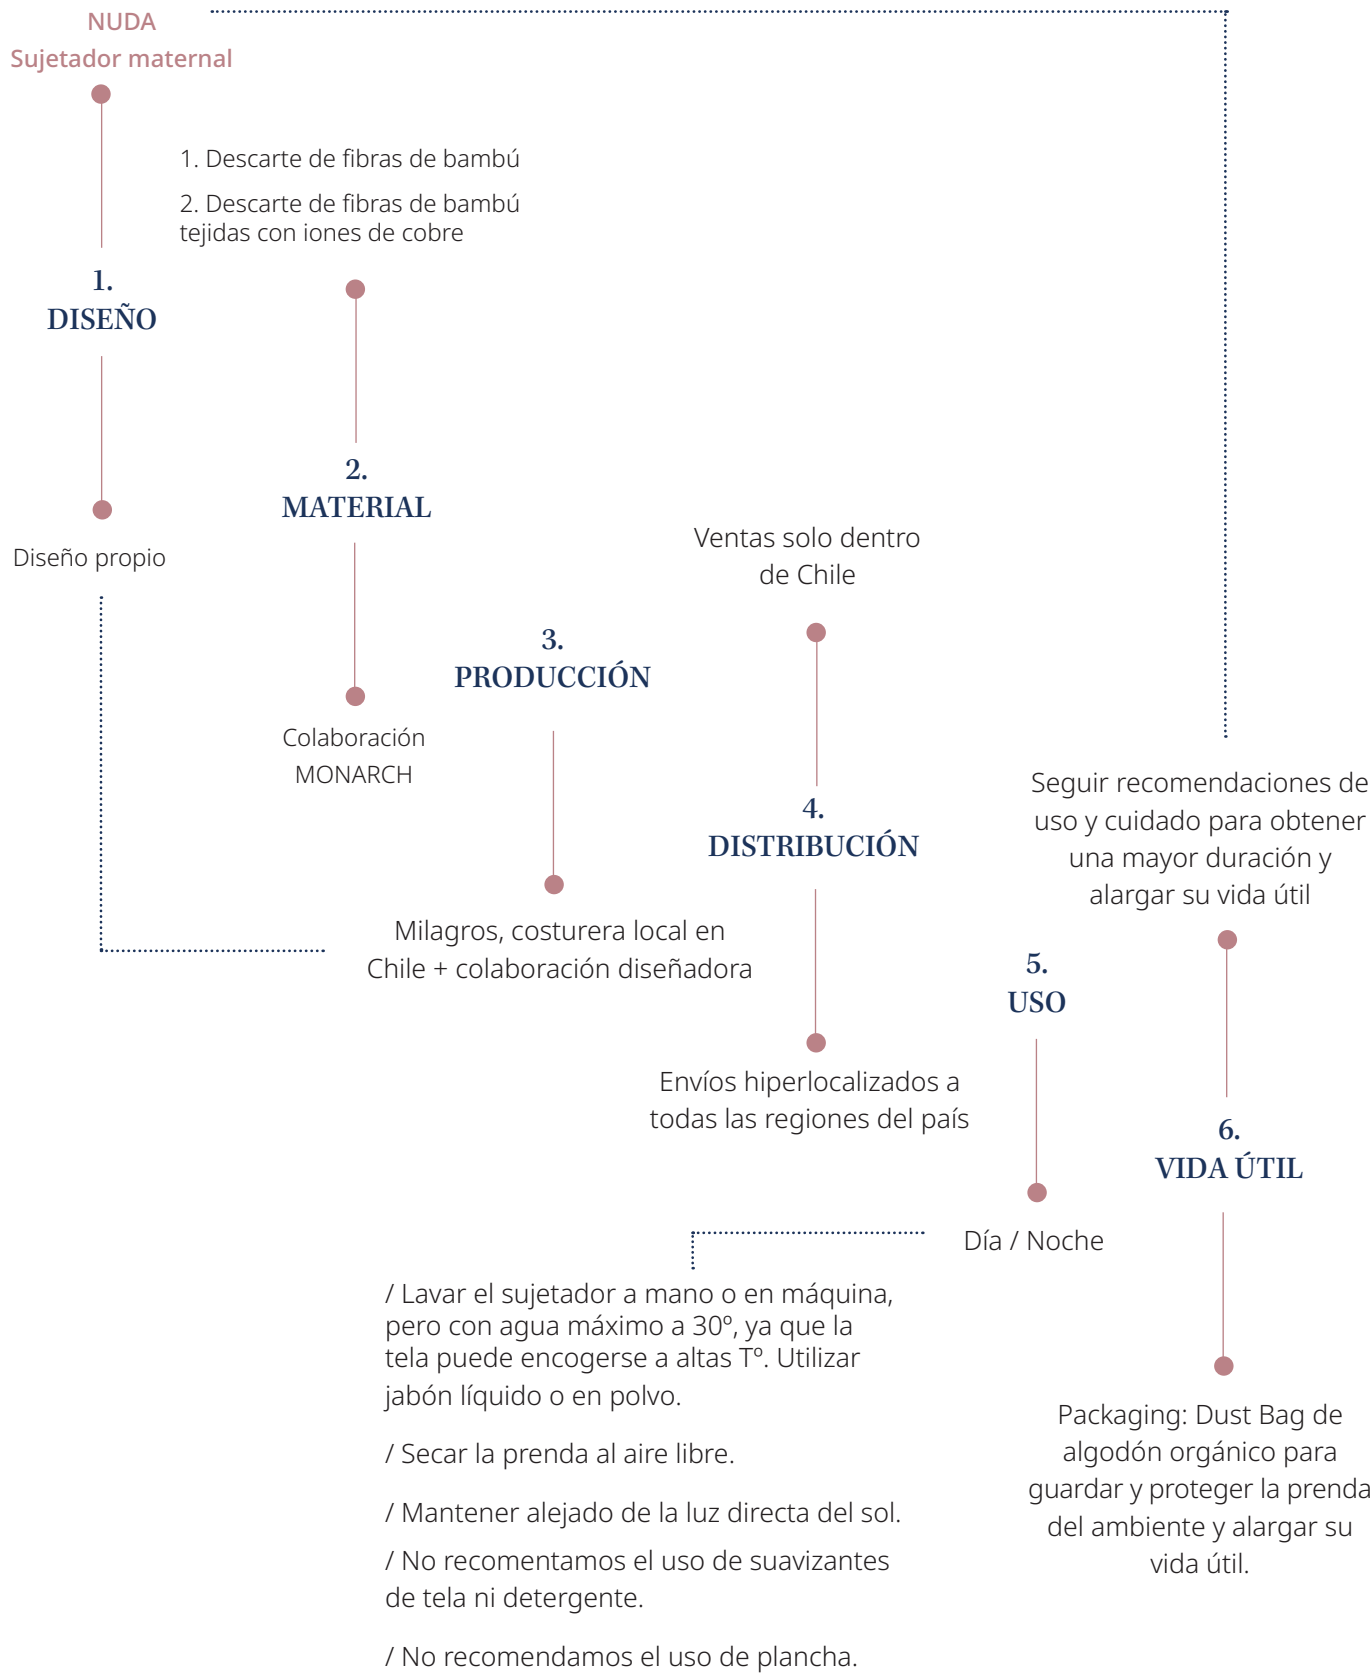 NUDA
Sujetador maternal
1. Descarte de fibras de bambú
2. Descarte de fibras de bambú
tejidas con iones de cobre
1.
DISEÑO
Diseño propio
2.
MATERIAL
Colaboración
MONARCH
3.
PRODUCCIÓN
Milagros, costurera local en
Chile + colaboración diseñadora
Ventas solo dentro
de Chile
4.
DISTRIBUCIÓN
Envíos hiperlocalizados a
todas las regiones del país
5.
USO
Día / Noche
/ Lavar el sujetador a mano o en máquina,
pero con agua máximo a 30º, ya que la
tela puede encogerse a altas Tº. Utilizar
jabón líquido o en polvo.
/ Secar la prenda al aire libre.
/ Mantener alejado de la luz directa del sol.
/ No recomentamos el uso de suavizantes
de tela ni detergente.
/ No recomendamos el uso de plancha.
Seguir recomendaciones de
uso y cuidado para obtener
una mayor duración y
alargar su vida útil
6.
VIDA ÚTIL
Packaging: Dust Bag de
algodón orgánico para
guardar y proteger la prenda
del ambiente y alargar su
vida útil.